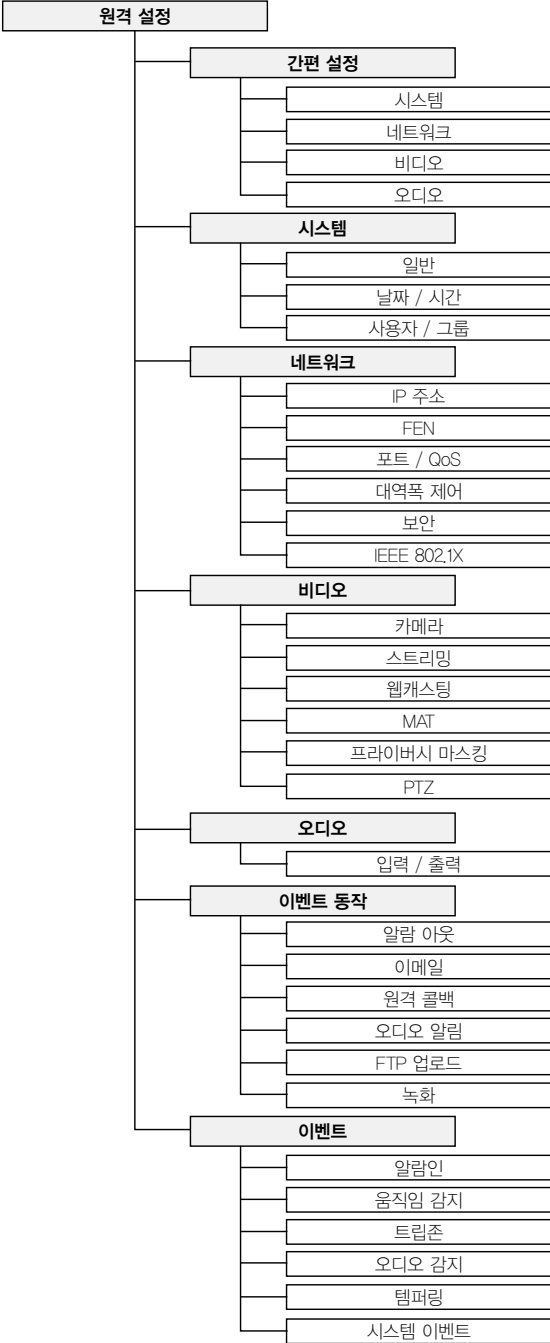 원격 설정
간편 설정
시스템
네트워크
비디오
오디오
시스템
일반
날짜 / 시간
사용자 / 그룹
네트워크
IP 주소
FEN
포트 / QoS
대역폭 제어
보안
IEEE 802.1X
비디오
카메라
스트리밍
웹캐스팅
MAT
프라이버시 마스킹
PTZ
오디오
입력 / 출력
이벤트 동작
알람 아웃
이메일
원격 콜백
오디오 알림
FTP 업로드
녹화
이벤트
알람인
움직임 감지
트립존
오디오 감지
템퍼링
시스템 이벤트